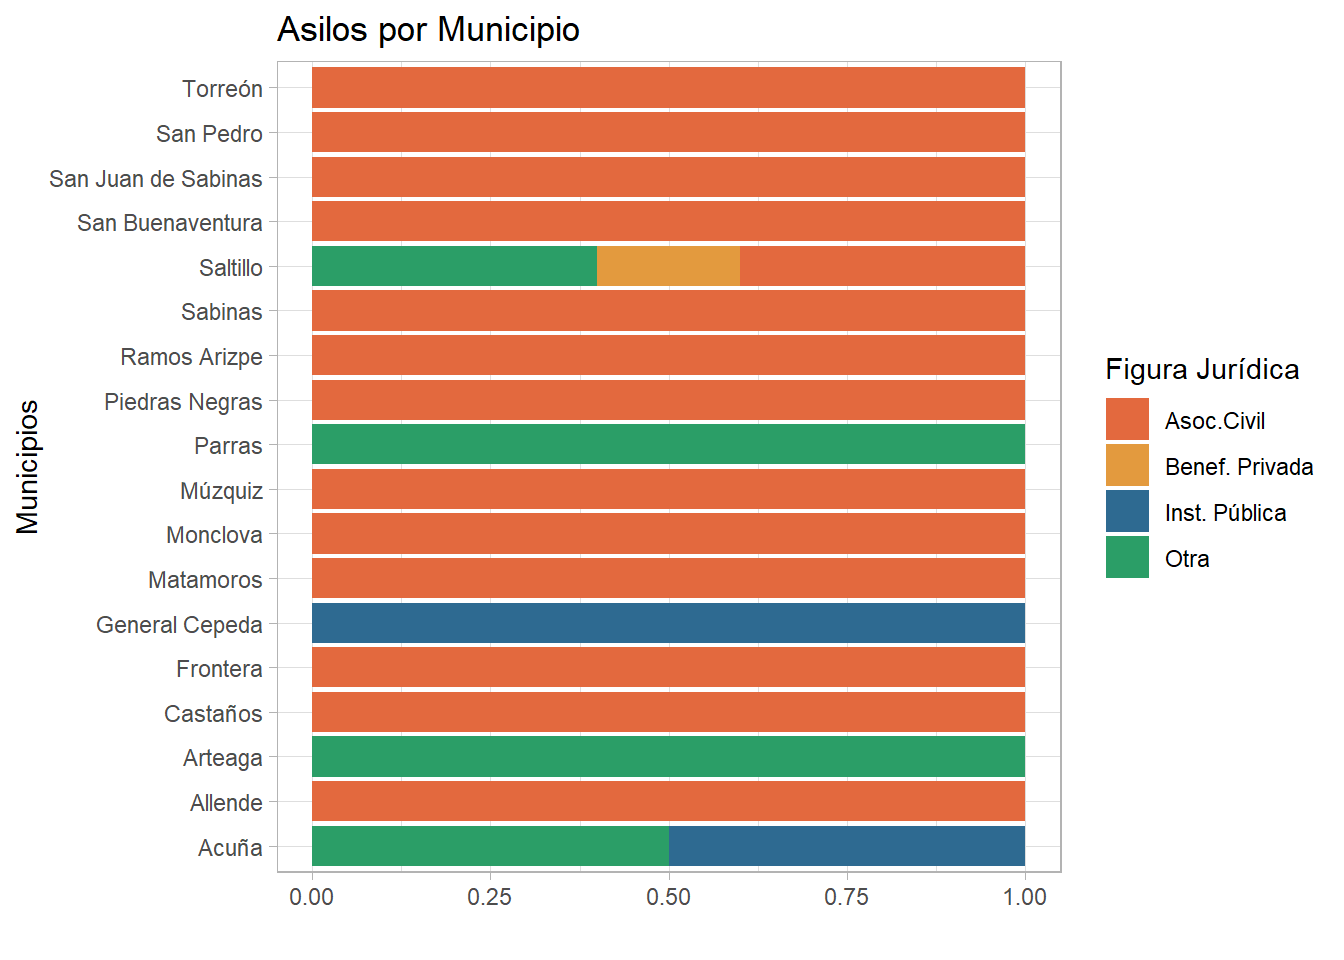 Asilos por Municipio
Municipios
Torreón
San Pedro
San Juan de Sabinas
San Buenaventura
Saltillo
Sabinas
Ramos Arizpe
Piedras Negras
Parras
Múzquiz
Monclova
Matamoros
General Cepeda
Frontera
Castaños
Arteaga
Allende
Acuña
0.00 0.25 0.50 0.75 1.00
Figura Jurídica
Asoc.Civil
Benef. Privada
Inst. Pública
Otra